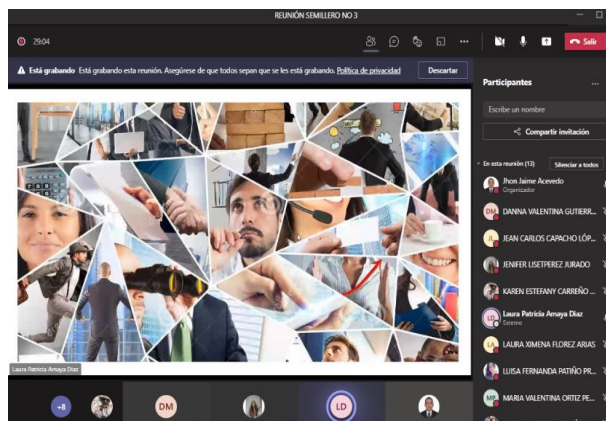 REUNIÓN SEMILLERO NO 3
29:04
Salir
Está grabando Está grabando esta reunión. Asegúrese de que todos sepan que se les está grabando. Política de privacidad
Descartar
Participantes
Escribe un nombre
Compartir invitación
En esta reunión (13)
Silenciar a todos
Jhon Jaime Acevedo
Organizador
DM DANNA VALENTINA GUTIERR...
JEAN CARLOS CAPACHO LÓP...
JENIFER LISETPEREZ JURADO
KAREN ESTEFANY CARREÑO ...
LD Laura Patricia Amaya Diaz
Externo
LA LAURA XIMENA FLOREZ ARIAS
LUISA FERNANDA PATIÑO PR...
MP MARIA VALENTINA ORTIZ PE...
Laura Patricia Amaya Diaz
+8
DM
LD